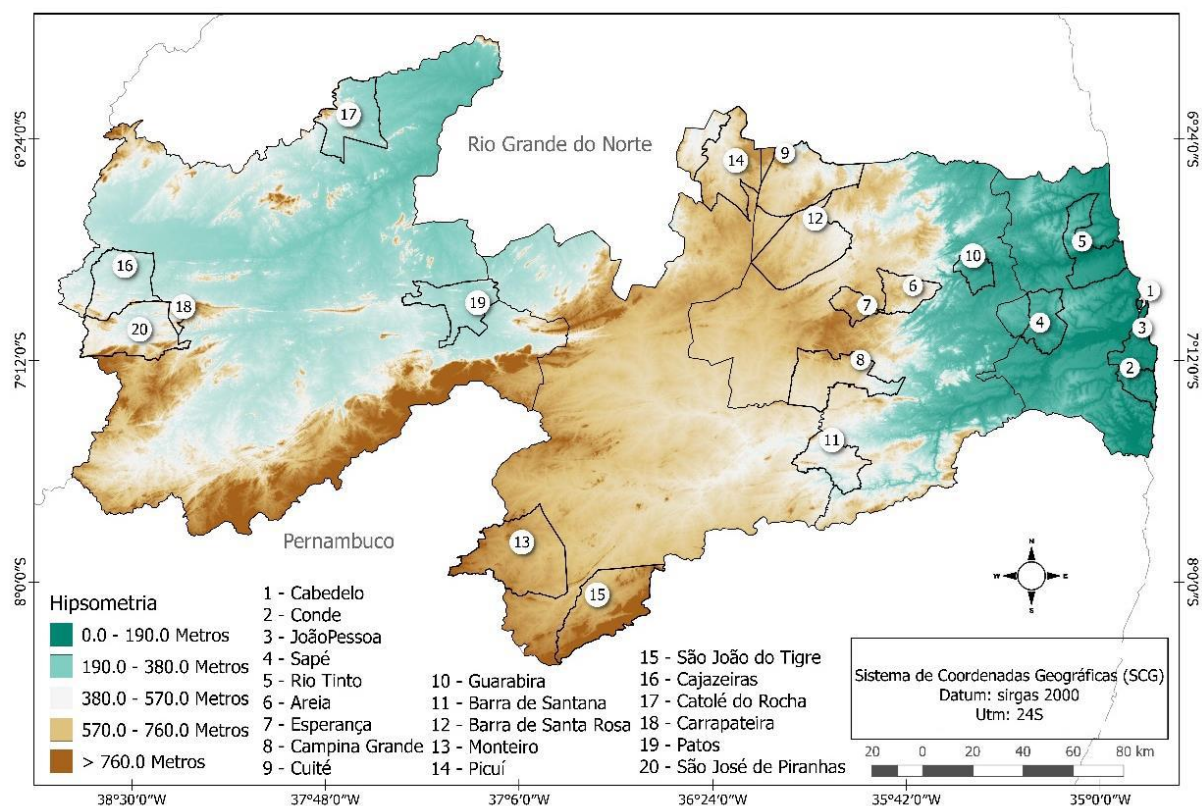 Rio Grande do Norte
Pernambuco
6°24'0"S
7°12'0"S
8°0'0"S
6°24'0"S
7°12'0"S
8°0'0"S
17
14
9
12
5
10
16
6
1
19
18
7
4
3
20
8
2
11
13
15
N
W
E
S
Hipsometria
0.0 - 190.0 Metros
190.0 - 380.0 Metros
380.0 - 570.0 Metros
570.0 - 760.0 Metros
> 760.0 Metros
1 - Cabedelo
2 - Conde
3 - JoãoPessoa
4 - Sapé
5 - Rio Tinto
6 - Areia
7 - Esperança
8 - Campina Grande
9 - Cuité
10 - Guarabira
11 - Barra de Santana
12 - Barra de Santa Rosa
13 - Monteiro
14 - Picuí
15 - São João do Tigre
16 - Cajazeiras
17 - Catolé do Rocha
18 - Carrapateira
19 - Patos
20 - São José de Piranhas
Sistema de Coordenadas Geográficas (SCG)
Datum: sirgas 2000
Utm: 24S
20 0 20 40 60 80 km
38°30'0"W 37°48'0"W 37°6'0"W 36°24'0"W 35°42'0"W 35°0'0"W